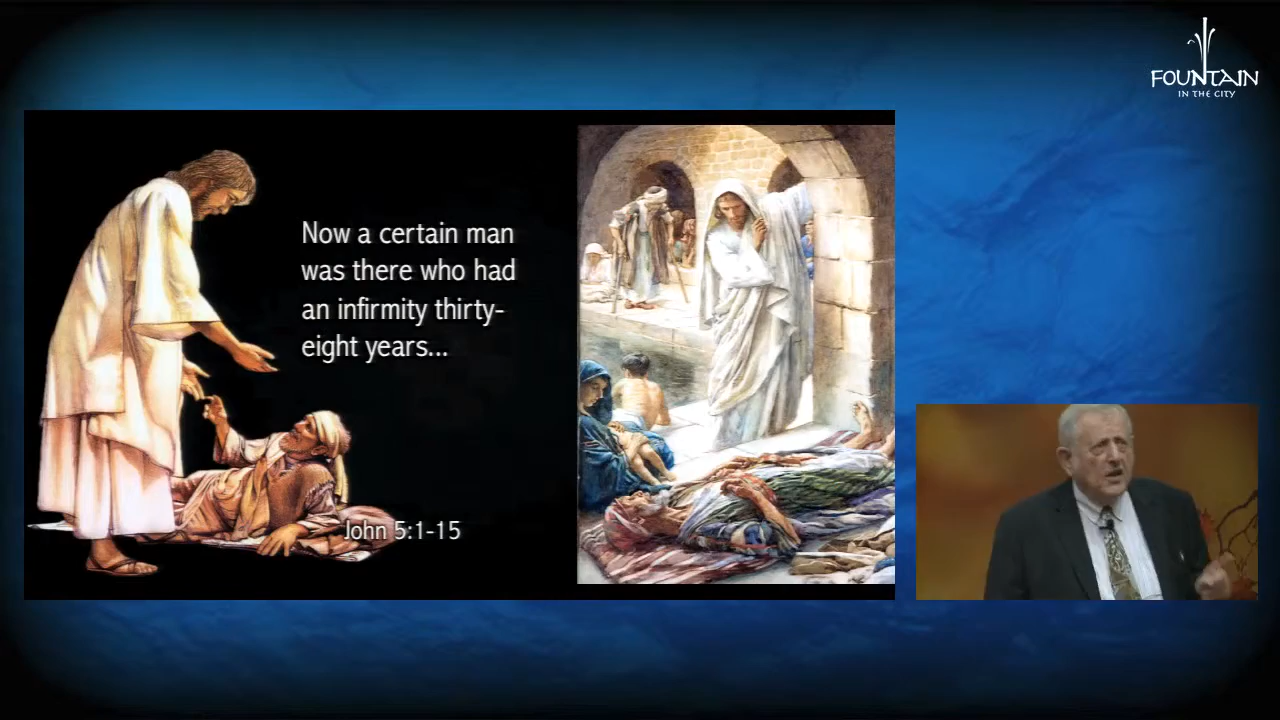 FOUNTAIN
IN THE CITY
Now a certain man
was there who had
an infirmity thirty-
eight years...
John 5:1-15